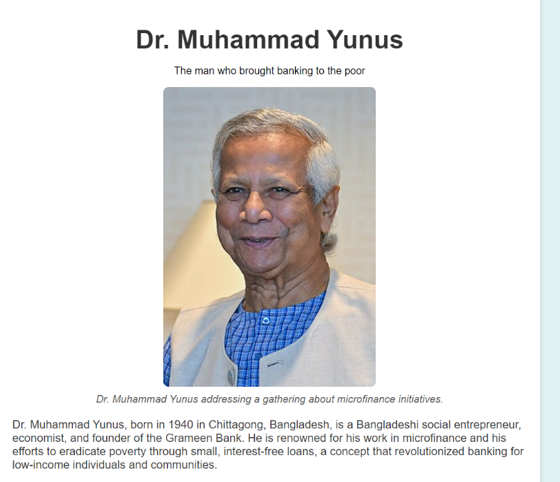 Dr. Muhammad Yunus
The man who brought banking to the poor
Dr. Muhammad Yunus addressing a gathering about microfinance initiatives.
Dr. Muhammad Yunus, born in 1940 in Chittagong, Bangladesh, is a Bangladeshi social entrepreneur,
economist, and founder of the Grameen Bank. He is renowned for his work in microfinance and his
efforts to eradicate poverty through small, interest-free loans, a concept that revolutionized banking for
low-income individuals and communities.